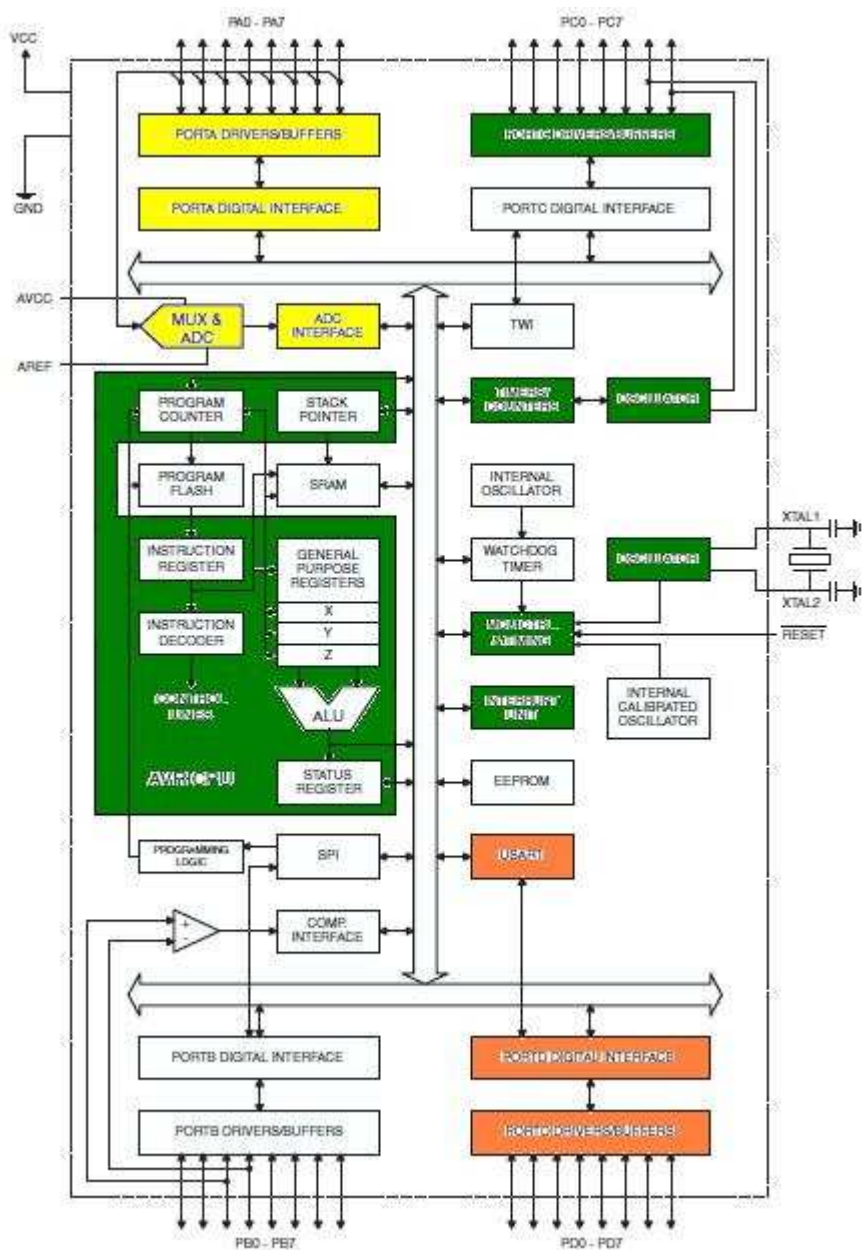 PA0 - PA7
PC0 - PC7
VCC
PORTA DRIVERS/BUFFERS
PORTC DRIVERS/BUFFERS
GND
PORTA DIGITAL INTERFACE
PORTC DIGITAL INTERFACE
AVCC
MUX &
ADC
ADC
INTERFACE
TWI
AREF
PROGRAM
COUNTER
STACK
POINTER
TIMERS/
COUNTERS
OSCILLATOR
PROGRAM
FLASH
SRAM
INTERNAL
OSCILLATOR
XTAL1
INSTRUCTION
REGISTER
GENERAL
PURPOSE
REGISTERS
WATCHDOG
TIMER
OSCILLATOR
XTAL2
X
INSTRUCTION
DECODER
Y
Z
MCU CTRL.
& TIMING
RESET
CONTROL
LINES
ALU
INTERRUPT
UNIT
INTERNAL
CALIBRATED
OSCILLATOR
AVR CPU
STATUS
REGISTER
EEPROM
PROGRAMMING
LOGIC
SPI
USART
+
-
COMP.
INTERFACE
PORTB DIGITAL INTERFACE
PORTD DIGITAL INTERFACE
PORTB DRIVERS/BUFFERS
PORTD DRIVERS/BUFFERS
PB0 - PB7
PD0 - PD7